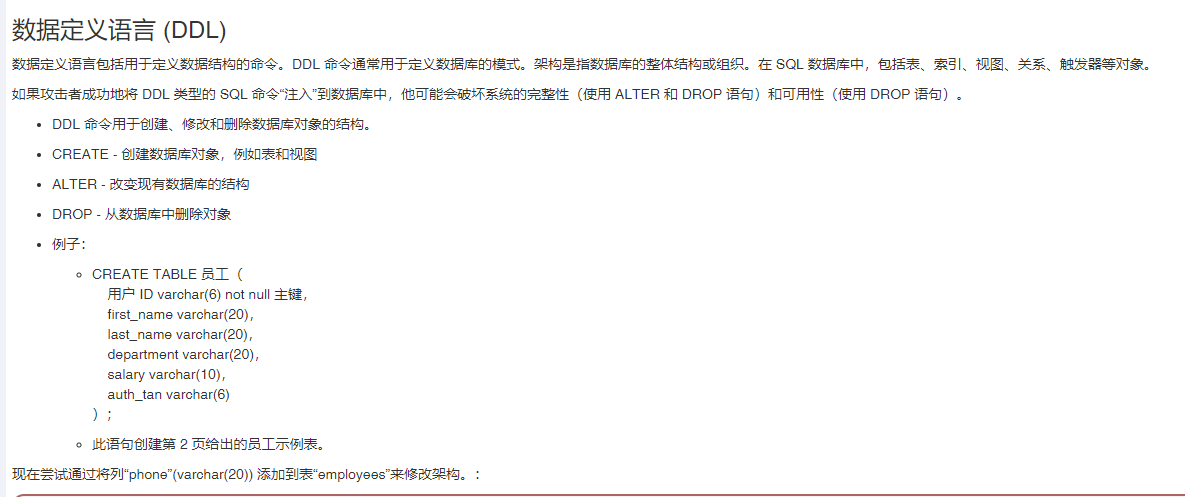 数据定义语言 (DDL)
数据定义语言包括用于定义数据结构的命令。DDL 命令通常用于定义数据库的模式。架构是指数据库的整体结构或组织。在 SQL 数据库中，包括表、索引、视图、关系、触发器等对象。
如果攻击者成功地将 DDL 类型的 SQL 命令“注入”到数据库中，他可能会破坏系统的完整性（使用 ALTER 和 DROP 语句）和可用性（使用 DROP 语句）。
• DDL 命令用于创建、修改和删除数据库对象的结构。
• CREATE - 创建数据库对象，例如表和视图
• ALTER - 改变现有数据库的结构
• DROP - 从数据库中删除对象
• 例子：
◦ CREATE TABLE 员工（
用户 ID varchar(6) not null 主键，
first_name varchar(20)，
last_name varchar(20)，
department varchar(20)，
salary varchar(10)，
auth_tan varchar(6)
）；
◦ 此语句创建第 2 页给出的员工示例表。
现在尝试通过将列“phone”(varchar(20)) 添加到表“employees”来修改架构。：